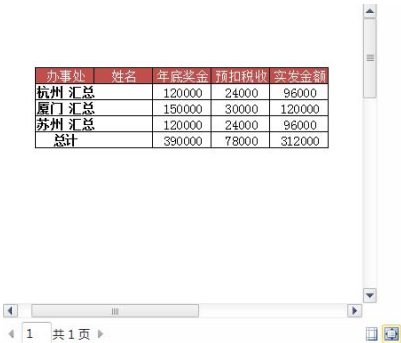 办事处 姓名 年底奖金 预扣税收 实发金额
杭州 汇总 120000 24000 96000
厦门 汇总 150000 30000 120000
苏州 汇总 120000 24000 96000
总计 390000 78000 312000
1 共1页